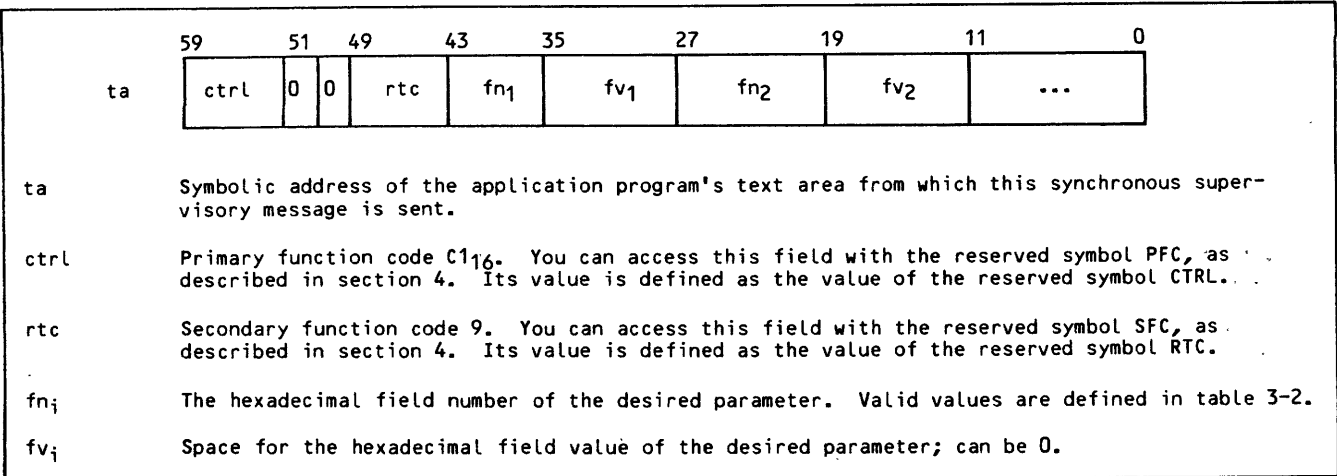 59 51 49 43 35 27 19 11 0
ta ctrl 0 0 rtc fn1 fv1 fn2 fv2 ...
ta Symbolic address of the application program's text area from which this synchronous super-
visory message is sent.
ctrl Primary function code C1₁₆. You can access this field with the reserved symbol PFC, as
described in section 4. Its value is defined as the value of the reserved symbol CTRL.
rtc Secondary function code 9. You can access this field with the reserved symbol SFC, as
described in section 4. Its value is defined as the value of the reserved symbol RTC.
fni The hexadecimal field number of the desired parameter. Valid values are defined in table 3-2.
fvi Space for the hexadecimal field value of the desired parameter; can be 0.